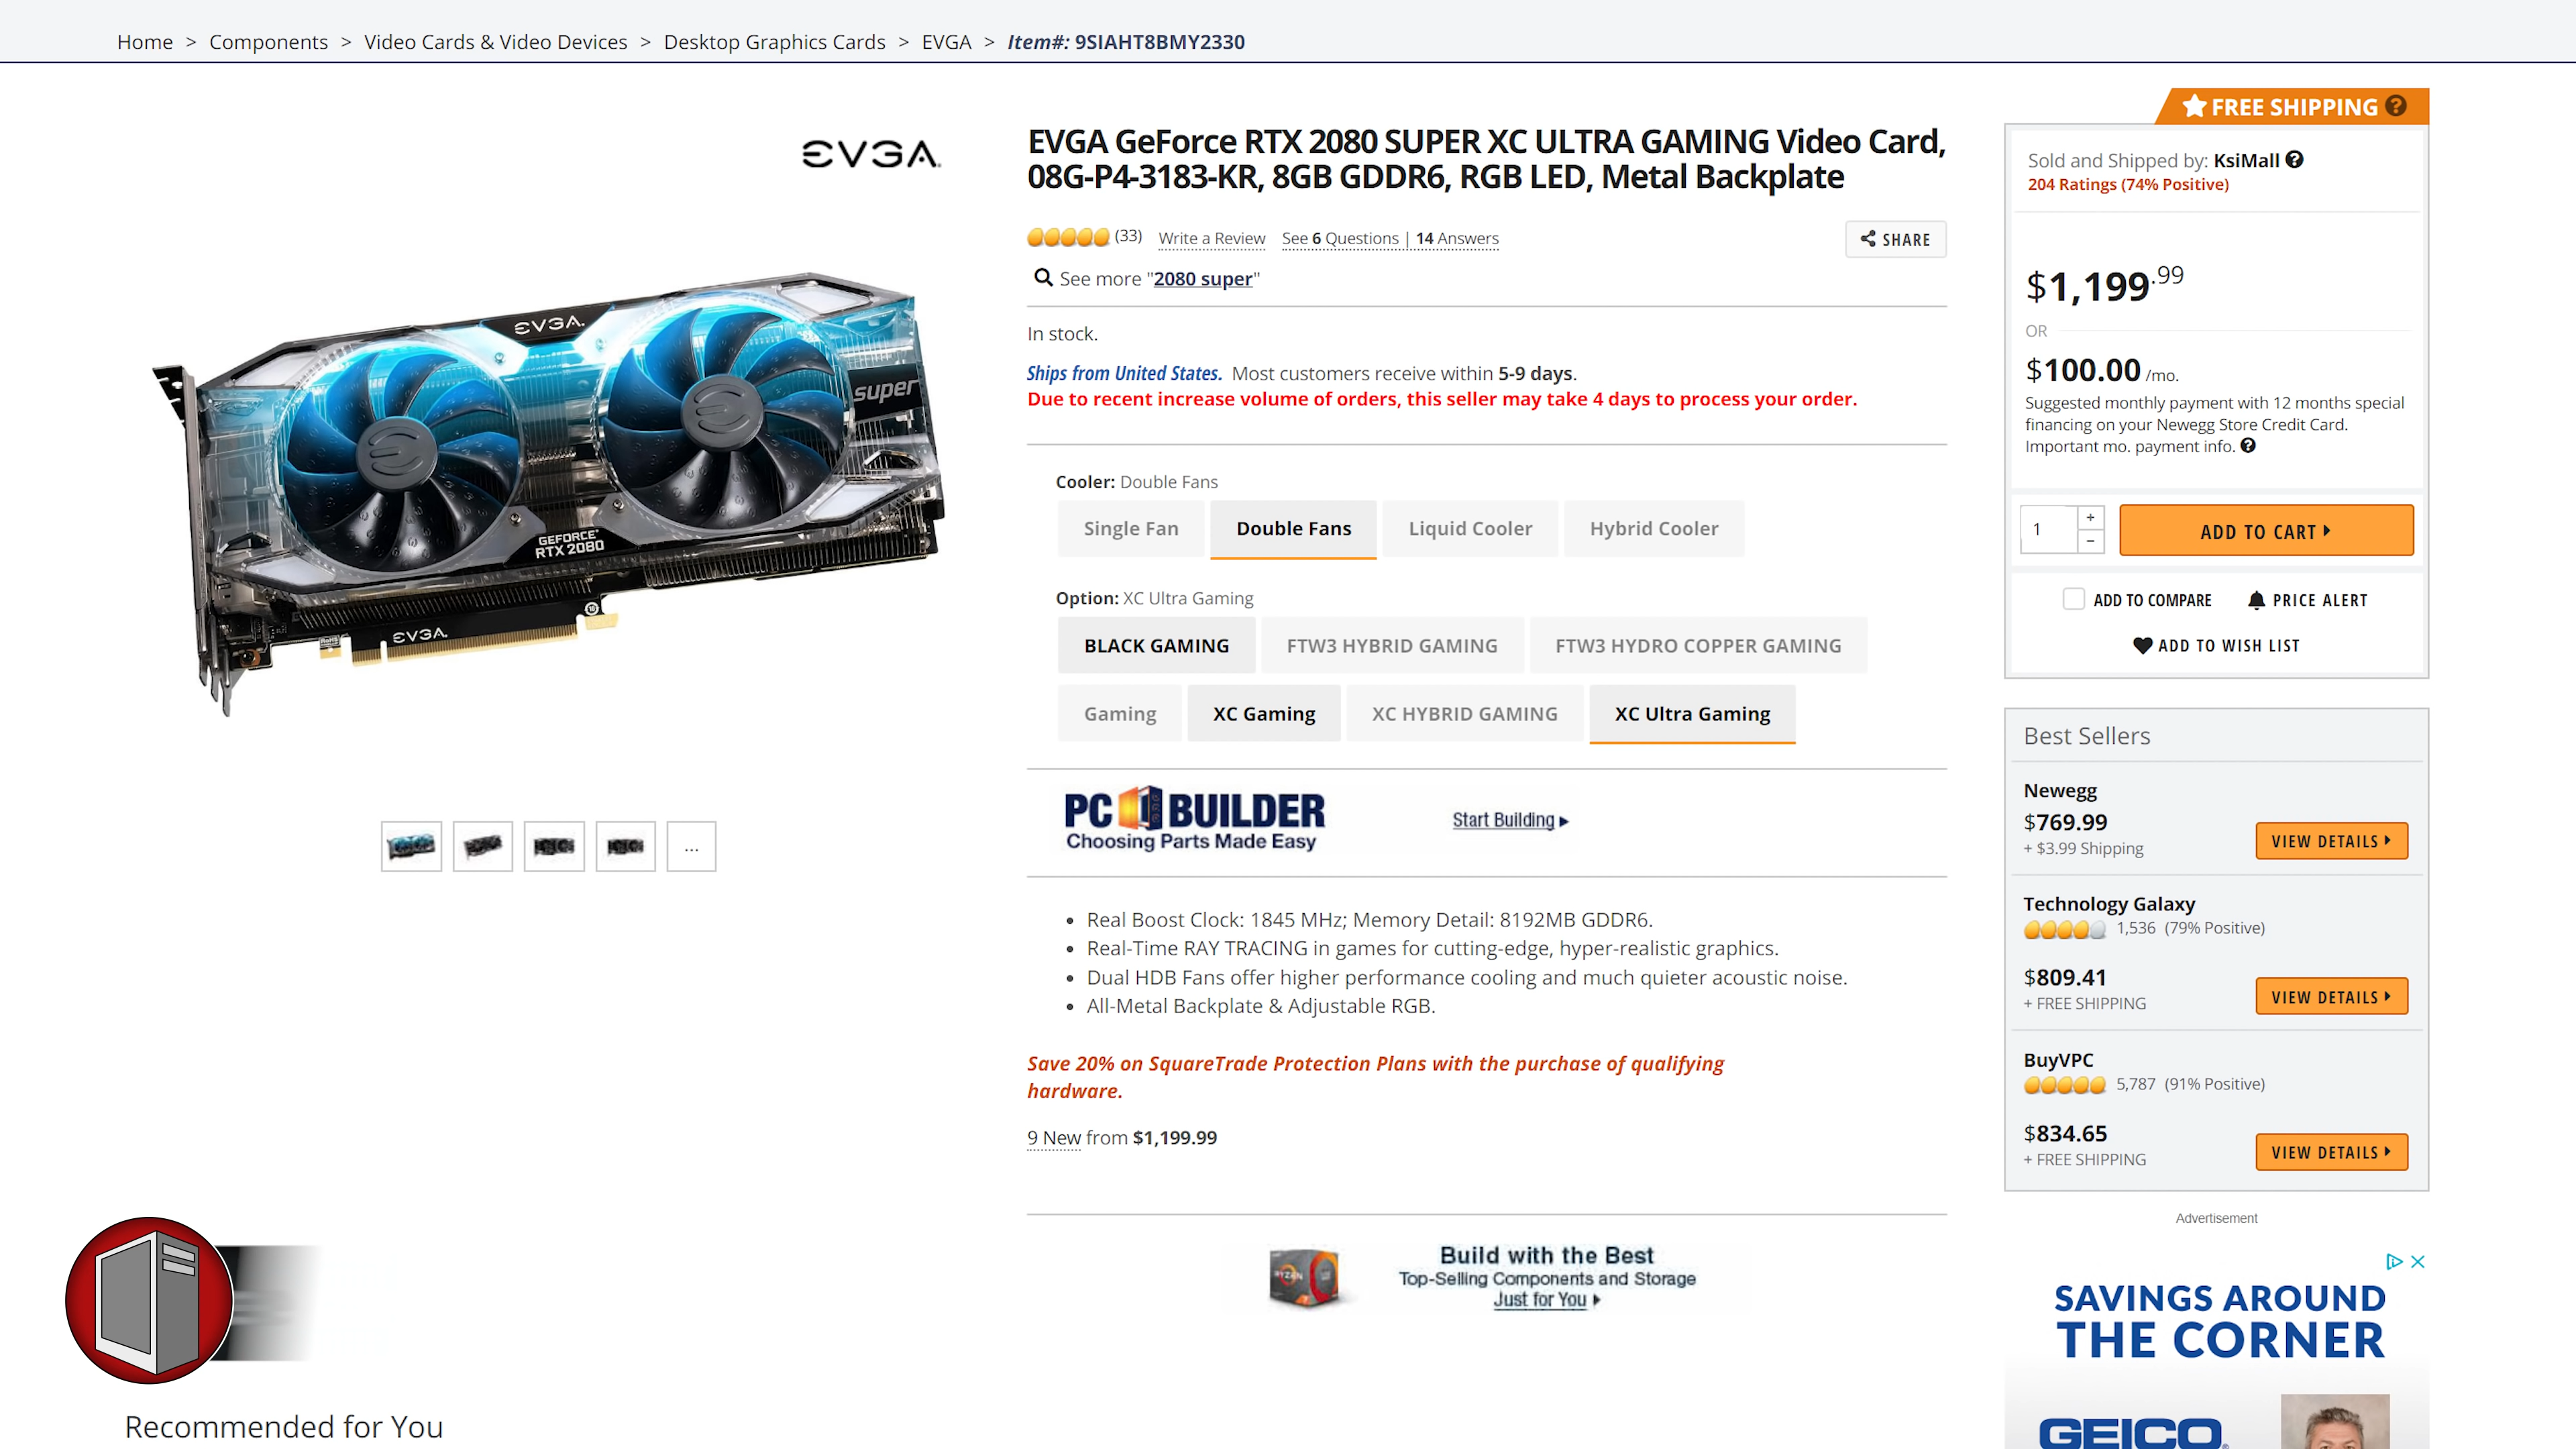 Home > Components > Video Cards & Video Devices > Desktop Graphics Cards > EVGA > Item#: 9SIAHT8BMY2330
EVGA
EVGA
super
GEFORCE
RTX 2080
EVGA
...
Recommended for You
EVGA GeForce RTX 2080 SUPER XC ULTRA GAMING Video Card,
08G-P4-3183-KR, 8GB GDDR6, RGB LED, Metal Backplate
(33) Write a Review See 6 Questions | 14 Answers
SHARE
See more "2080 super"
In stock.
Ships from United States. Most customers receive within 5-9 days.
Due to recent increase volume of orders, this seller may take 4 days to process your order.
Cooler: Double Fans
Single Fan Double Fans Liquid Cooler Hybrid Cooler
Option: XC Ultra Gaming
BLACK GAMING FTW3 HYBRID GAMING FTW3 HYDRO COPPER GAMING
Gaming XC Gaming XC HYBRID GAMING XC Ultra Gaming
PC BUILDER
Choosing Parts Made Easy
Start Building
Real Boost Clock: 1845 MHz; Memory Detail: 8192MB GDDR6.
Real-Time RAY TRACING in games for cutting-edge, hyper-realistic graphics.
Dual HDB Fans offer higher performance cooling and much quieter acoustic noise.
All-Metal Backplate & Adjustable RGB.
Save 20% on SquareTrade Protection Plans with the purchase of qualifying
hardware.
9 New from $1,199.99
RYZEN
Build with the Best
Top-Selling Components and Storage
Just for You
FREE SHIPPING ?
Sold and Shipped by: KsiMall ?
204 Ratings (74% Positive)
$1,199.99
OR
$100.00 /mo.
Suggested monthly payment with 12 months special
financing on your Newegg Store Credit Card.
Important mo. payment info. ?
1 + -
ADD TO CART
ADD TO COMPARE PRICE ALERT
ADD TO WISH LIST
Best Sellers
Newegg
$769.99
+ $3.99 Shipping
VIEW DETAILS
Technology Galaxy
1,536 (79% Positive)
$809.41
+ FREE SHIPPING
VIEW DETAILS
BuyVPC
5,787 (91% Positive)
$834.65
+ FREE SHIPPING
VIEW DETAILS
Advertisement
SAVINGS AROUND
THE CORNER
GEICO